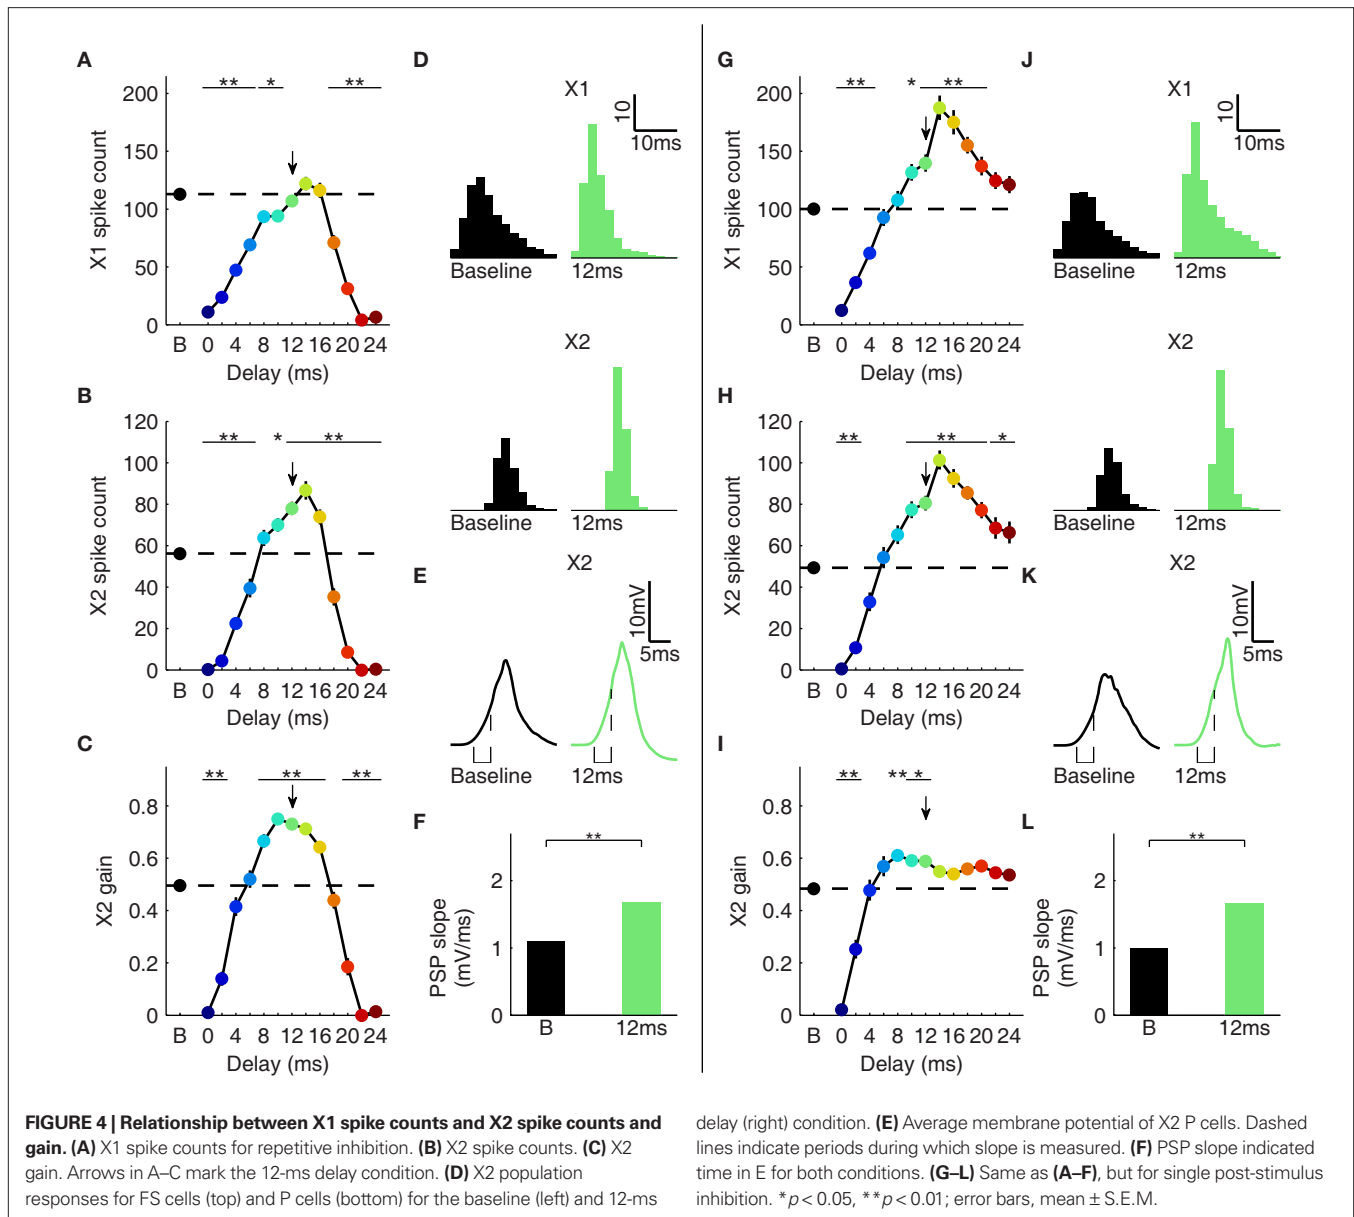 A
** * **
200
150
100
50
0
X1 spike count
B 0 4 8 12 16 20 24
Delay (ms)
B
** * **
120
100
80
60
40
20
0
X2 spike count
B 0 4 8 12 16 20 24
Delay (ms)
C
** ** **
0.8
0.6
0.4
0.2
0
X2 gain
B 0 4 8 12 16 20 24
Delay (ms)
D
X1
10
10ms
Baseline 12ms
X2
Baseline 12ms
E
X2
10mV
5ms
Baseline 12ms
F
**
2
1
0
PSP slope
(mV/ms)
B 12ms
G
** * **
200
150
100
50
0
X1 spike count
B 0 4 8 12 16 20 24
Delay (ms)
H
** ** *
120
100
80
60
40
20
0
X2 spike count
B 0 4 8 12 16 20 24
Delay (ms)
I
** ** *
0.8
0.6
0.4
0.2
0
X2 gain
B 0 4 8 12 16 20 24
Delay (ms)
J
X1
10
10ms
Baseline 12ms
X2
Baseline 12ms
K
X2
10mV
5ms
Baseline 12ms
L
**
2
1
0
PSP slope
(mV/ms)
B 12ms
FIGURE 4 | Relationship between X1 spike counts and X2 spike counts and
gain. (A) X1 spike counts for repetitive inhibition. (B) X2 spike counts. (C) X2
gain. Arrows in A–C mark the 12-ms delay condition. (D) X2 population
responses for FS cells (top) and P cells (bottom) for the baseline (left) and 12-ms
delay (right) condition. (E) Average membrane potential of X2 P cells. Dashed
lines indicate periods during which slope is measured. (F) PSP slope indicated
time in E for both conditions. (G–L) Same as (A–F), but for single post-stimulus
inhibition. *p < 0.05, **p < 0.01; error bars, mean ± S.E.M.